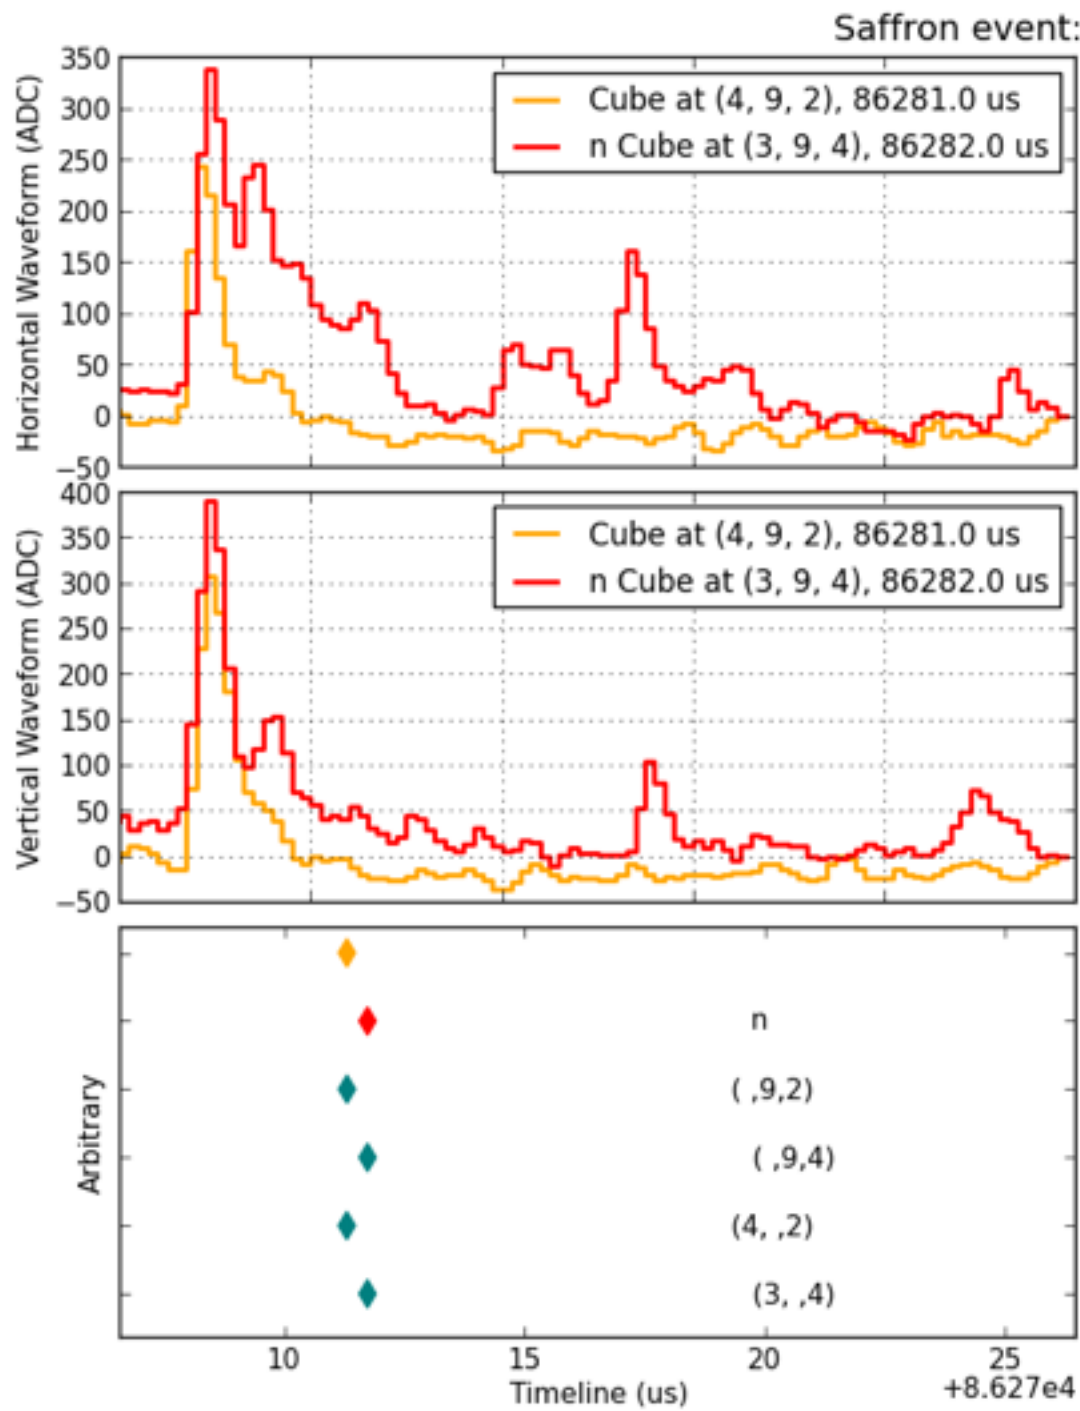 Saffron event:
Horizontal Waveform (ADC)
350
300
250
200
150
100
50
0
−50
Cube at (4, 9, 2), 86281.0 us
n Cube at (3, 9, 4), 86282.0 us
Vertical Waveform (ADC)
400
350
300
250
200
150
100
50
0
−50
Cube at (4, 9, 2), 86281.0 us
n Cube at (3, 9, 4), 86282.0 us
Arbitrary
n
( ,9,2)
( ,9,4)
(4, ,2)
(3, ,4)
10 15 20 25
Timeline (us)
+8.627e4